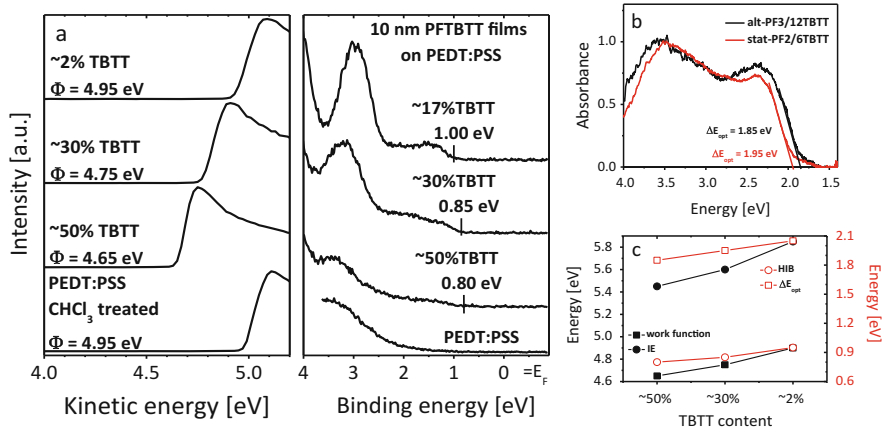 a
~2% TBTT
Φ = 4.95 eV
~30% TBTT
Φ = 4.75 eV
~50% TBTT
Φ = 4.65 eV
PEDT:PSS
CHCl₃ treated
Φ = 4.95 eV
Intensity [a.u.]
4.0 4.5 5.0
Kinetic energy [eV]
10 nm PFTBTT films
on PEDT:PSS
~17%TBTT
1.00 eV
~30%TBTT
0.85 eV
~50%TBTT
0.80 eV
PEDT:PSS
4 3 2 1 0 =E_F
Binding energy [eV]
b
alt-PF3/12TBTT
stat-PF2/6TBTT
ΔE_opt = 1.85 eV
ΔE_opt = 1.95 eV
Absorbance
1.0
0.5
0.0
4.0 3.5 3.0 2.5 2.0 1.5
Energy [eV]
c
HIB
ΔE_opt
work function
IE
Energy [eV]
5.8
5.6
5.4
5.2
5.0
4.8
4.6
2.1
1.8
1.5
1.2
0.9
0.6
Energy [eV]
~50% ~30% ~2%
TBTT content